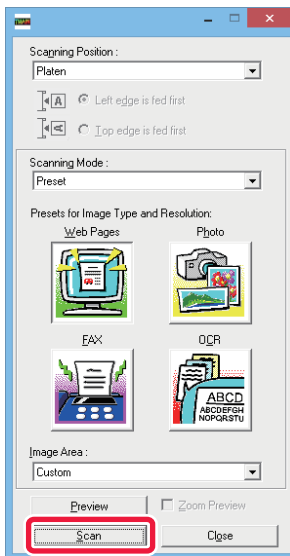 TWAIN
Scanning Position :
Platen
A
Left edge is fed first
A
Top edge is fed first
Scanning Mode :
Preset
Presets for Image Type and Resolution:
Web Pages Photo
FAX OCR
ABCD
ABCDEFGH
NOPQRSTU
Image Area :
Custom
Preview Zoom Preview
Scan Close